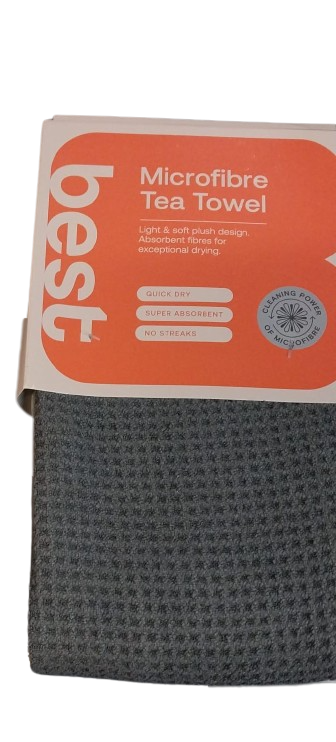 best
Microfibre
Tea Towel
Light & soft plush design.
Absorbent fibres for
exceptional drying.
QUICK DRY
SUPER ABSORBENT
NO STREAKS
CLEANING POWER
OF MICROFIBRE